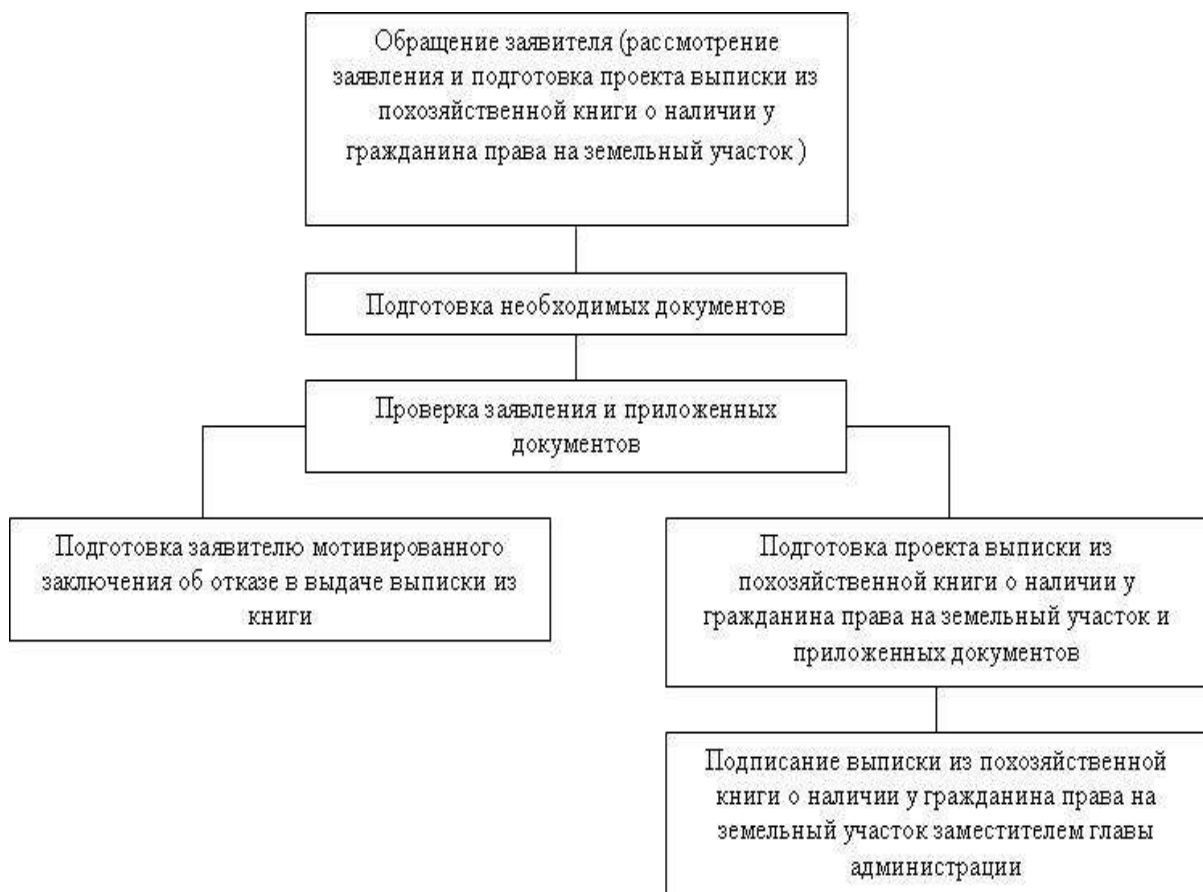 Обращение заявителя (рассмотрение
заявления и подготовка проекта выписки из
похозяйственной книги о наличии у
гражданина права на земельный участок )
Подготовка необходимых документов
Проверка заявления и приложенных
документов
Подготовка заявителю мотивированного
заключения об отказе в выдаче выписки из
книги
Подготовка проекта выписки из
похозяйственной книги о наличии у
гражданина права на земельный участок и
приложенных документов
Подписание выписки из похозяйственной
книги о наличии у гражданина права на
земельный участок заместителем главы
администрации